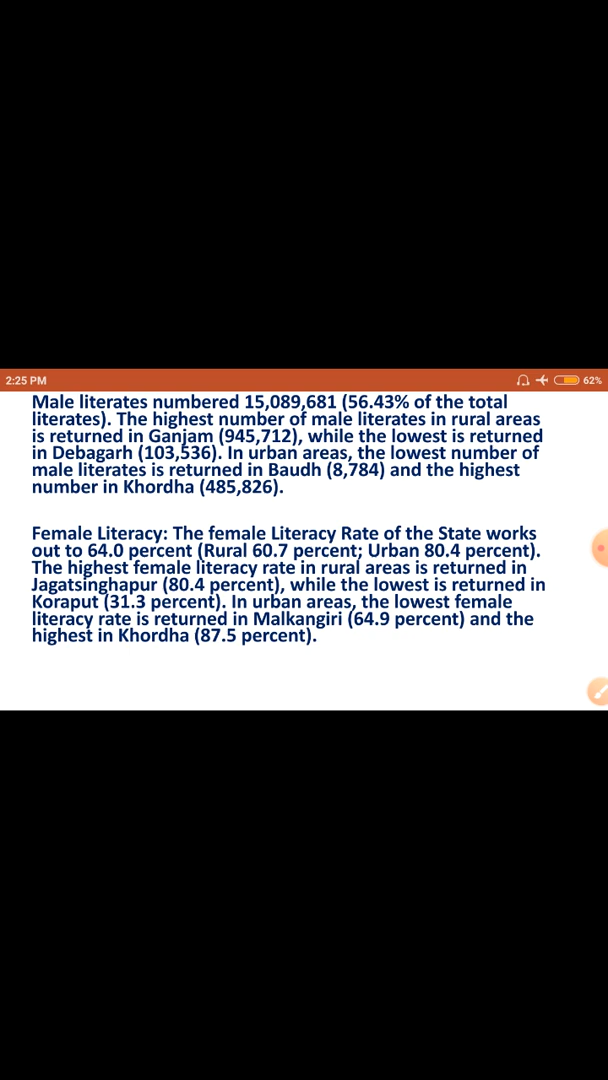 2:25 PM
62%
Male literates numbered 15,089,681 (56.43% of the total
literates). The highest number of male literates in rural areas
is returned in Ganjam (945,712), while the lowest is returned
in Debagarh (103,536). In urban areas, the lowest number of
male literates is returned in Baudh (8,784) and the highest
number in Khordha (485,826).
Female Literacy: The female Literacy Rate of the State works
out to 64.0 percent (Rural 60.7 percent; Urban 80.4 percent).
The highest female literacy rate in rural areas is returned in
Jagatsinghapur (80.4 percent), while the lowest is returned in
Koraput (31.3 percent). In urban areas, the lowest female
literacy rate is returned in Malkangiri (64.9 percent) and the
highest in Khordha (87.5 percent).